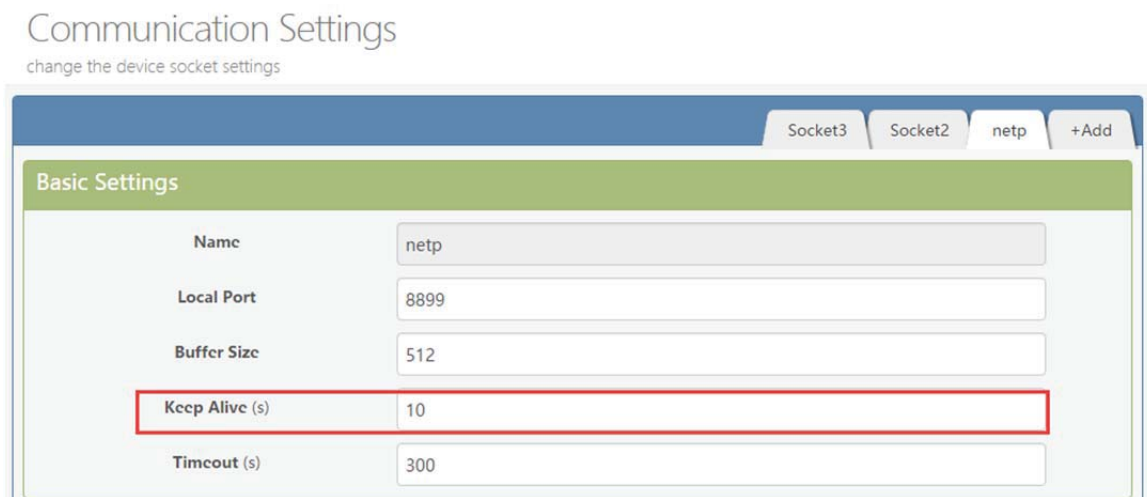 Communication Settings
change the device socket settings
Socket3 Socket2 netp +Add
Basic Settings
Name netp
Local Port 8899
Buffer Size 512
Keep Alive (s) 10
Timeout (s) 300